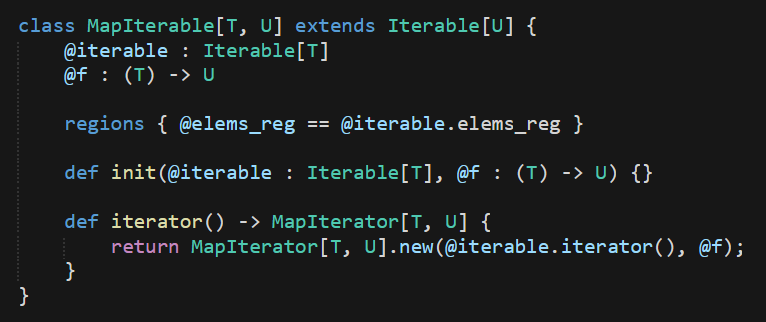 class MapIterable[T, U] extends Iterable[U] {
    @iterable : Iterable[T]
    @f : (T) -> U

    regions { @elems_reg == @iterable.elems_reg }

    def init(@iterable : Iterable[T], @f : (T) -> U) {}

    def iterator() -> MapIterator[T, U] {
        return MapIterator[T, U].new(@iterable.iterator(), @f);
    }
}